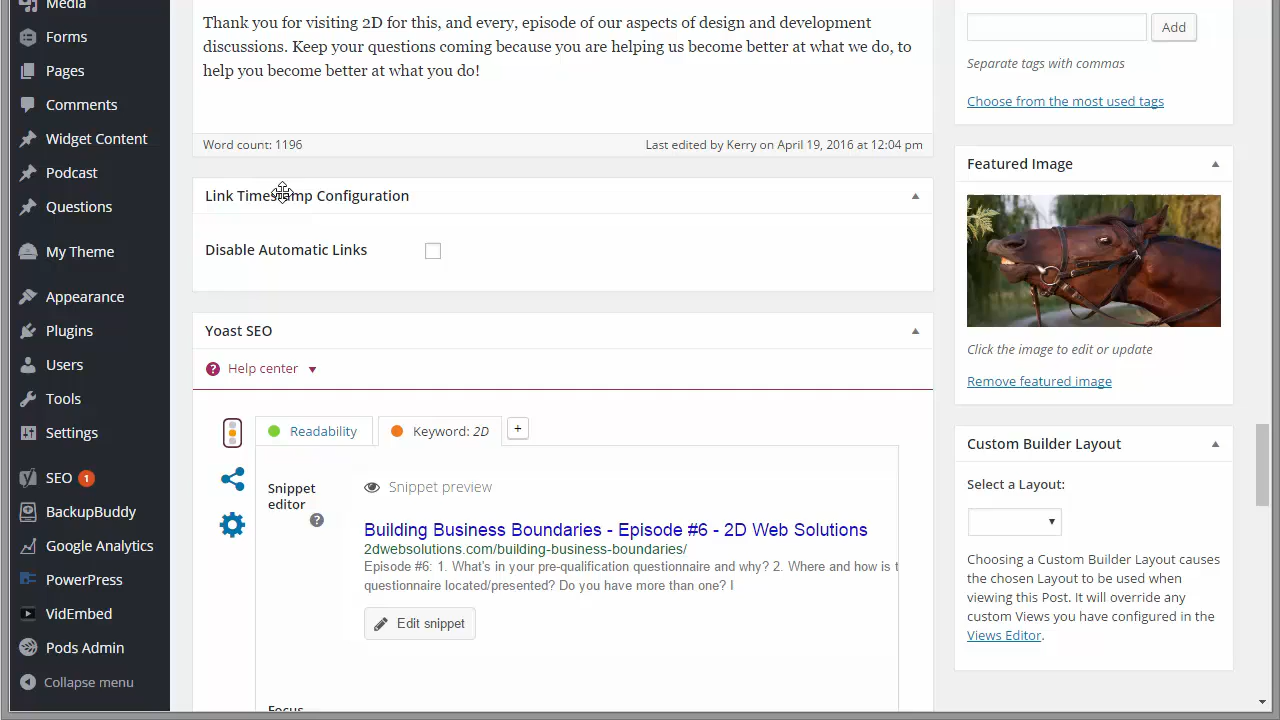 Media
Forms
Pages
Comments
Widget Content
Podcast
Questions
My Theme
Appearance
Plugins
Users
Tools
Settings
SEO 1
BackupBuddy
Google Analytics
PowerPress
VidEmbed
Pods Admin
Collapse menu
Thank you for visiting 2D for this, and every, episode of our aspects of design and development
discussions. Keep your questions coming because you are helping us become better at what we do, to
help you become better at what you do!
Word count: 1196
Last edited by Kerry on April 19, 2016 at 12:04 pm
Link Timestamp Configuration
Disable Automatic Links
Yoast SEO
? Help center
Readability
Keyword: 2D
+
Snippet
editor
?
Snippet preview
Building Business Boundaries - Episode #6 - 2D Web Solutions
2dwebsolutions.com/building-business-boundaries/
Episode #6: 1. What's in your pre-qualification questionnaire and why? 2. Where and how is t
questionnaire located/presented? Do you have more than one? I
Edit snippet
Focus
Add
Separate tags with commas
Choose from the most used tags
Featured Image
Click the image to edit or update
Remove featured image
Custom Builder Layout
Select a Layout:
Choosing a Custom Builder Layout causes
the chosen Layout to be used when
viewing this Post. It will override any
custom Views you have configured in the
Views Editor.